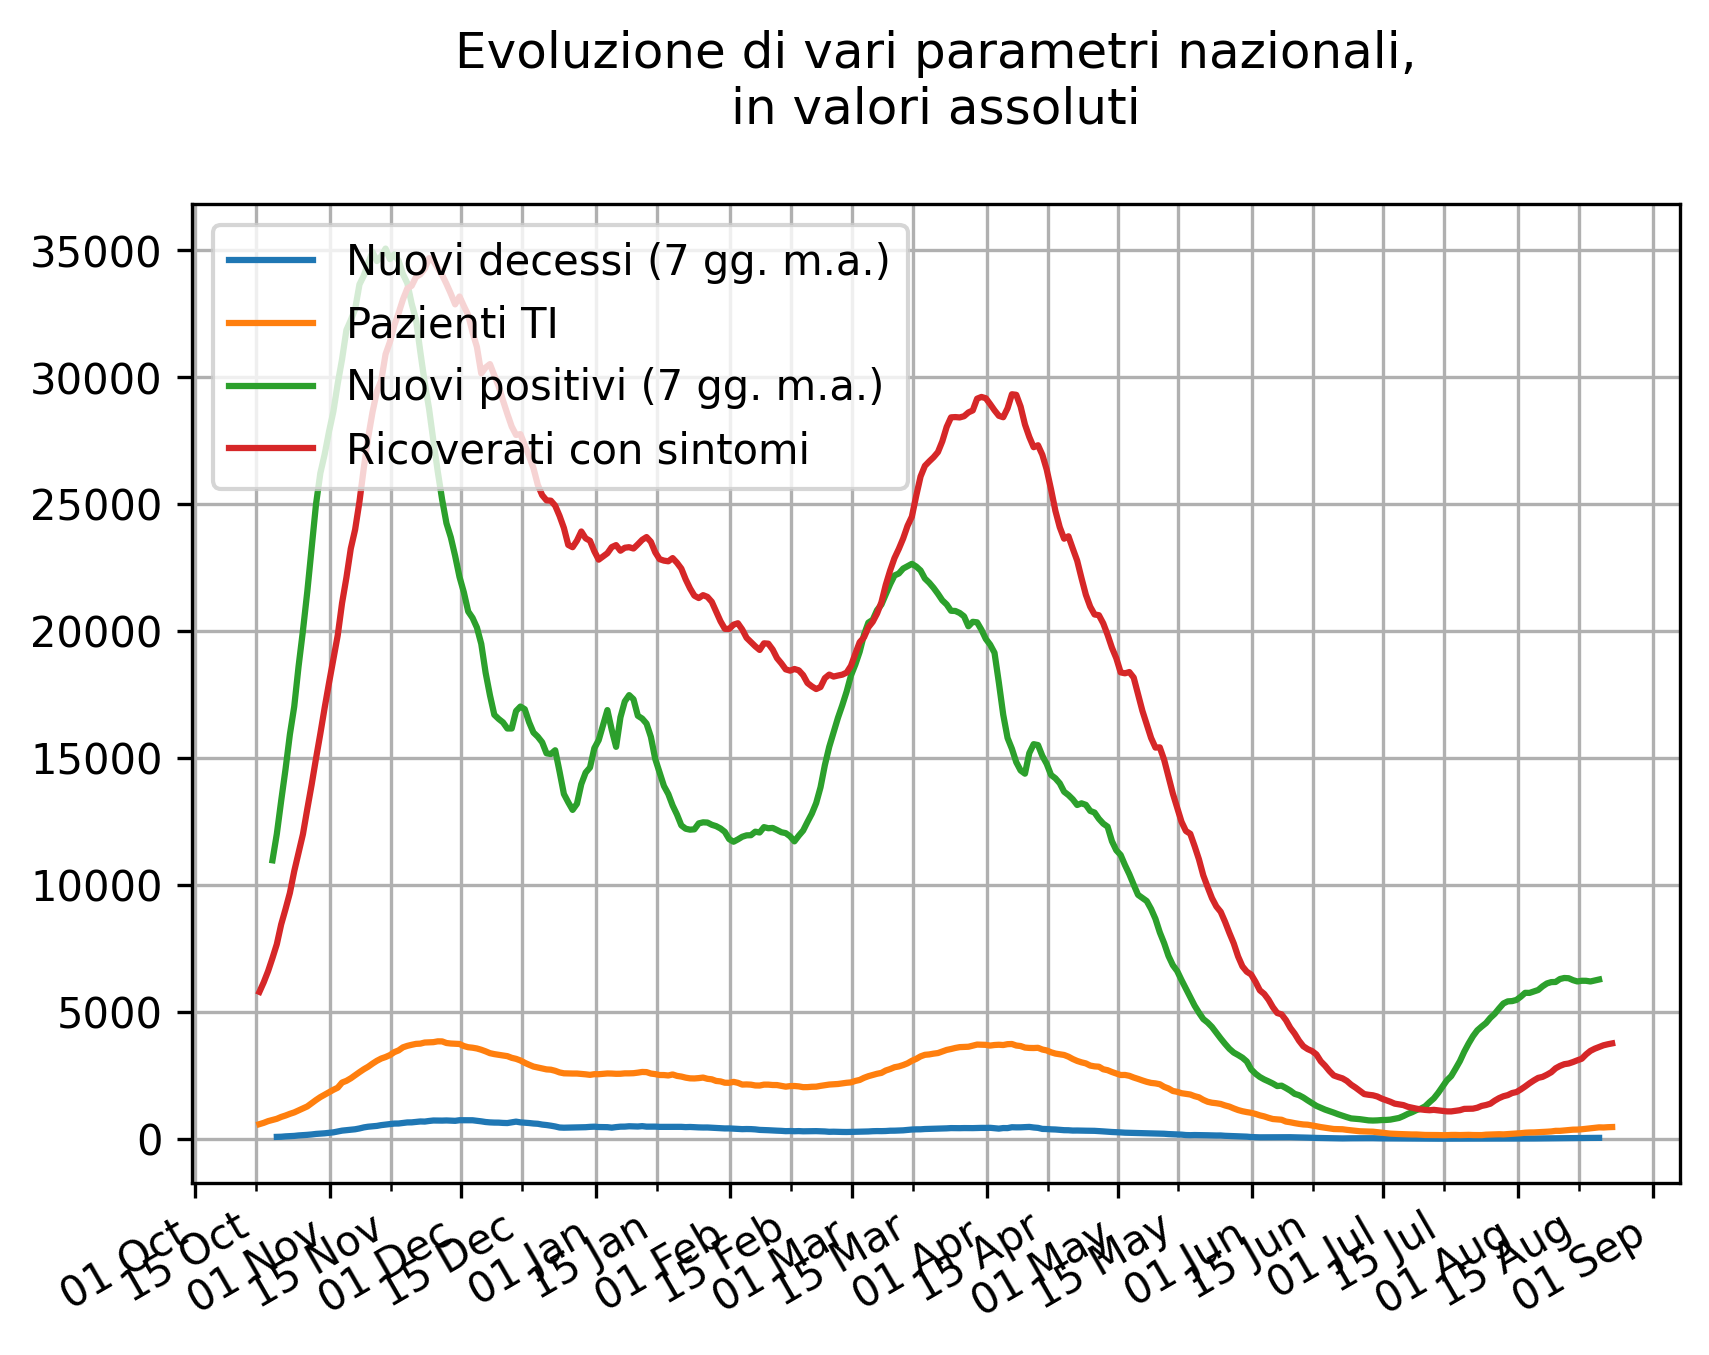 Evoluzione di vari parametri nazionali,
in valori assoluti
35000
30000
25000
20000
15000
10000
5000
0
Nuovi decessi (7 gg. m.a.)
Pazienti TI
Nuovi positivi (7 gg. m.a.)
Ricoverati con sintomi
01 Oct
15 Oct
01 Nov
15 Nov
01 Dec
15 Dec
01 Jan
15 Jan
01 Feb
15 Feb
01 Mar
15 Mar
01 Apr
15 Apr
01 May
15 May
01 Jun
15 Jun
01 Jul
15 Jul
01 Aug
15 Aug
01 Sep